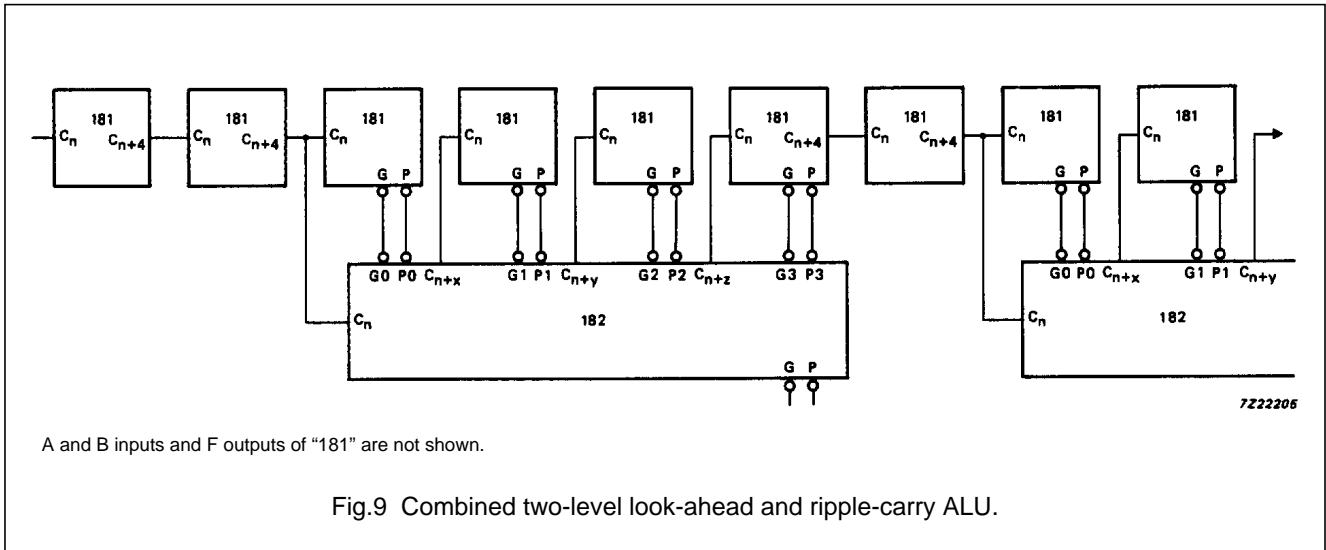 181 181 181 181 181 181 181 181 181
Cn Cn+4 Cn Cn+4 Cn Cn Cn Cn Cn+4 Cn Cn+4 Cn Cn
G P G P G P G P G P G P
G0 P0 Cn+x G1 P1 Cn+y G2 P2 Cn+z G3 P3 G0 P0 Cn+x G1 P1 Cn+y
Cn 182 Cn 182
G P
7Z22206
A and B inputs and F outputs of “181” are not shown.
Fig.9 Combined two-level look-ahead and ripple-carry ALU.